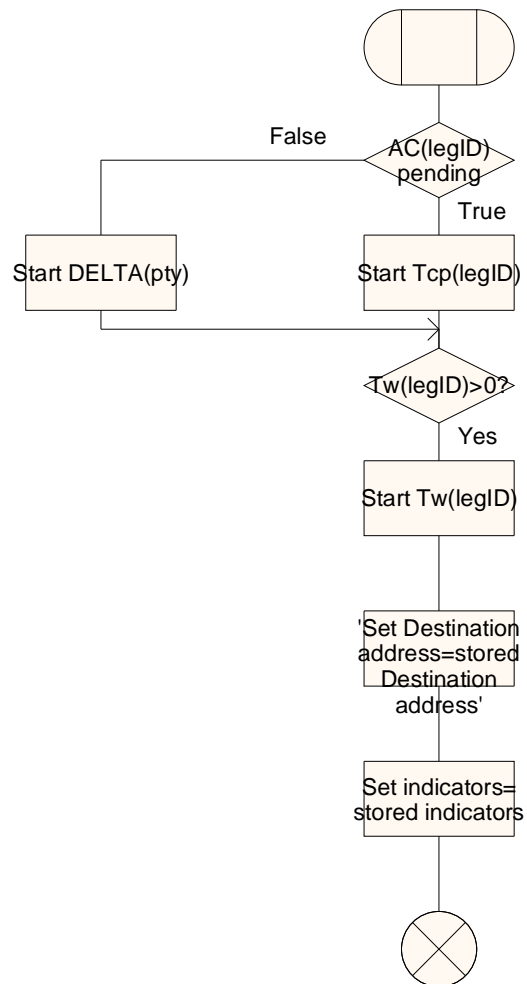 False
AC(legID)
pending
True
Start DELTA(pty)
Start Tcp(legID)
Tw(legID)>0?
Yes
Start Tw(legID)
'Set Destination
address=stored
Destination
address'
Set indicators=
stored indicators